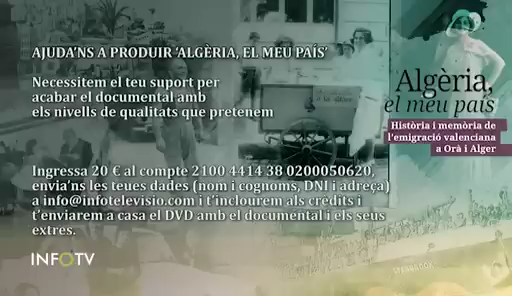 AJUDA'NS A PRODUIR 'ALGÈRIA, EL MEU PAÍS'
Necessitem el teu suport per
acabar el documental amb
els nivells de qualitats que pretenem
Ingressa 20 € al compte 2100 4414 38 0200050620,
envia'ns les teues dades (nom i cognoms, DNI i adreça)
a info@infotelevisio.com i t'inclourem als crèdits i
t'enviarem a casa el DVD amb el documental i els seus
extres.
INFOTV
Algèria,
el meu país
Història i memòria de
l'emigració valenciana
a Orà i Alger